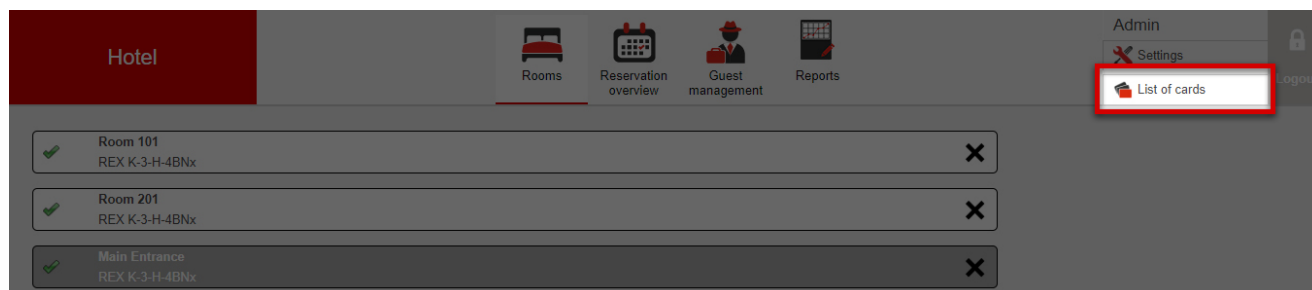 Hotel
Rooms
Reservation
overview
Guest
management
Reports
Admin
Settings
List of cards
Logou
Room 101
REX K-3-H-4BNx
Room 201
REX K-3-H-4BNx
Main Entrance
REX K-3-H-4BNx